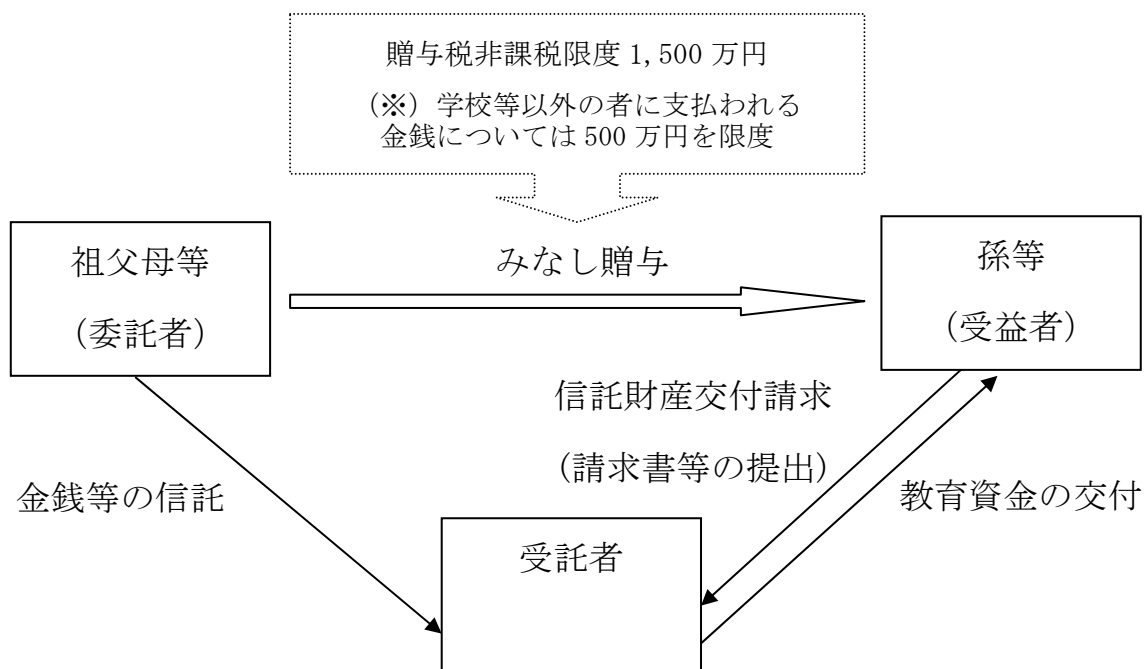 贈与税非課税限度 1,500 万円
（※）学校等以外の者に支払われる
金銭については 500 万円を限度
祖父母等
（委託者）
みなし贈与
孫等
（受益者）
信託財産交付請求
（請求書等の提出）
金銭等の信託
教育資金の交付
受託者